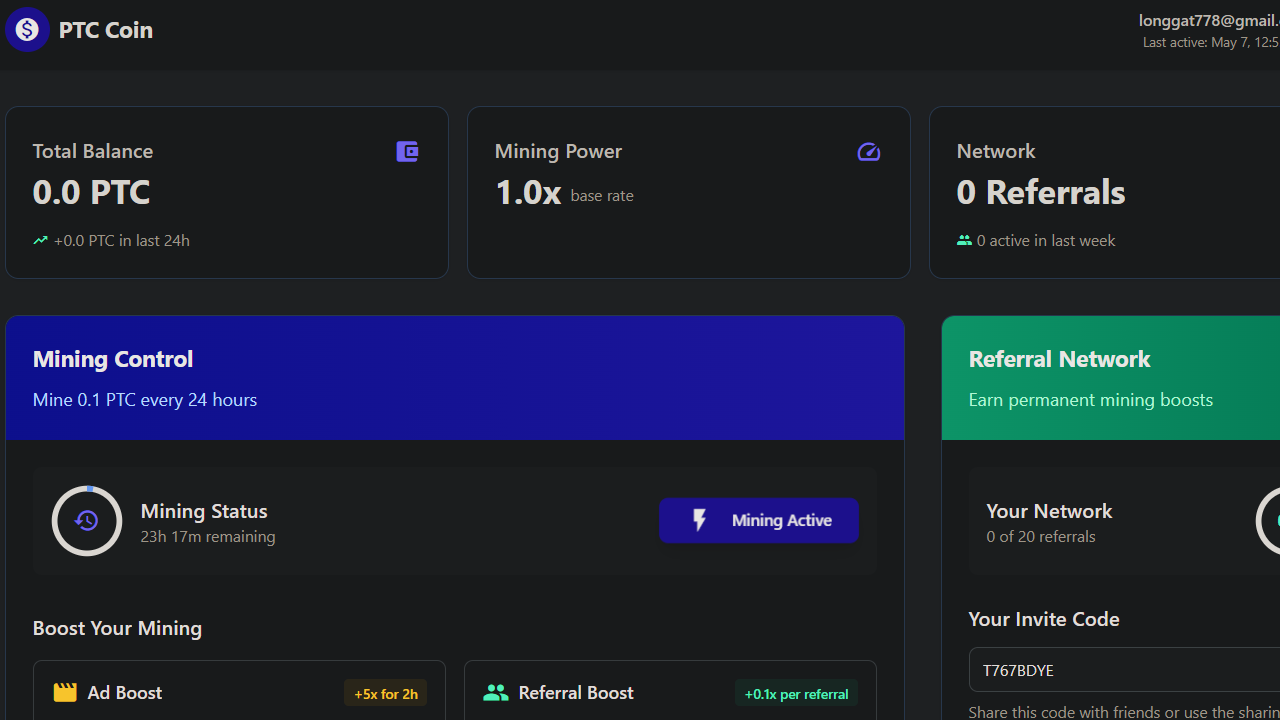 PTC Coin
longgat778@gmail.
Last active: May 7, 12:5
Total Balance
0.0 PTC
+0.0 PTC in last 24h
Mining Power
1.0x base rate
Network
0 Referrals
0 active in last week
Mining Control
Mine 0.1 PTC every 24 hours
Mining Status
23h 17m remaining
Mining Active
Boost Your Mining
Ad Boost
+5x for 2h
Referral Boost
+0.1x per referral
Referral Network
Earn permanent mining boosts
Your Network
0 of 20 referrals
Your Invite Code
T767BDYE
Share this code with friends or use the sharin